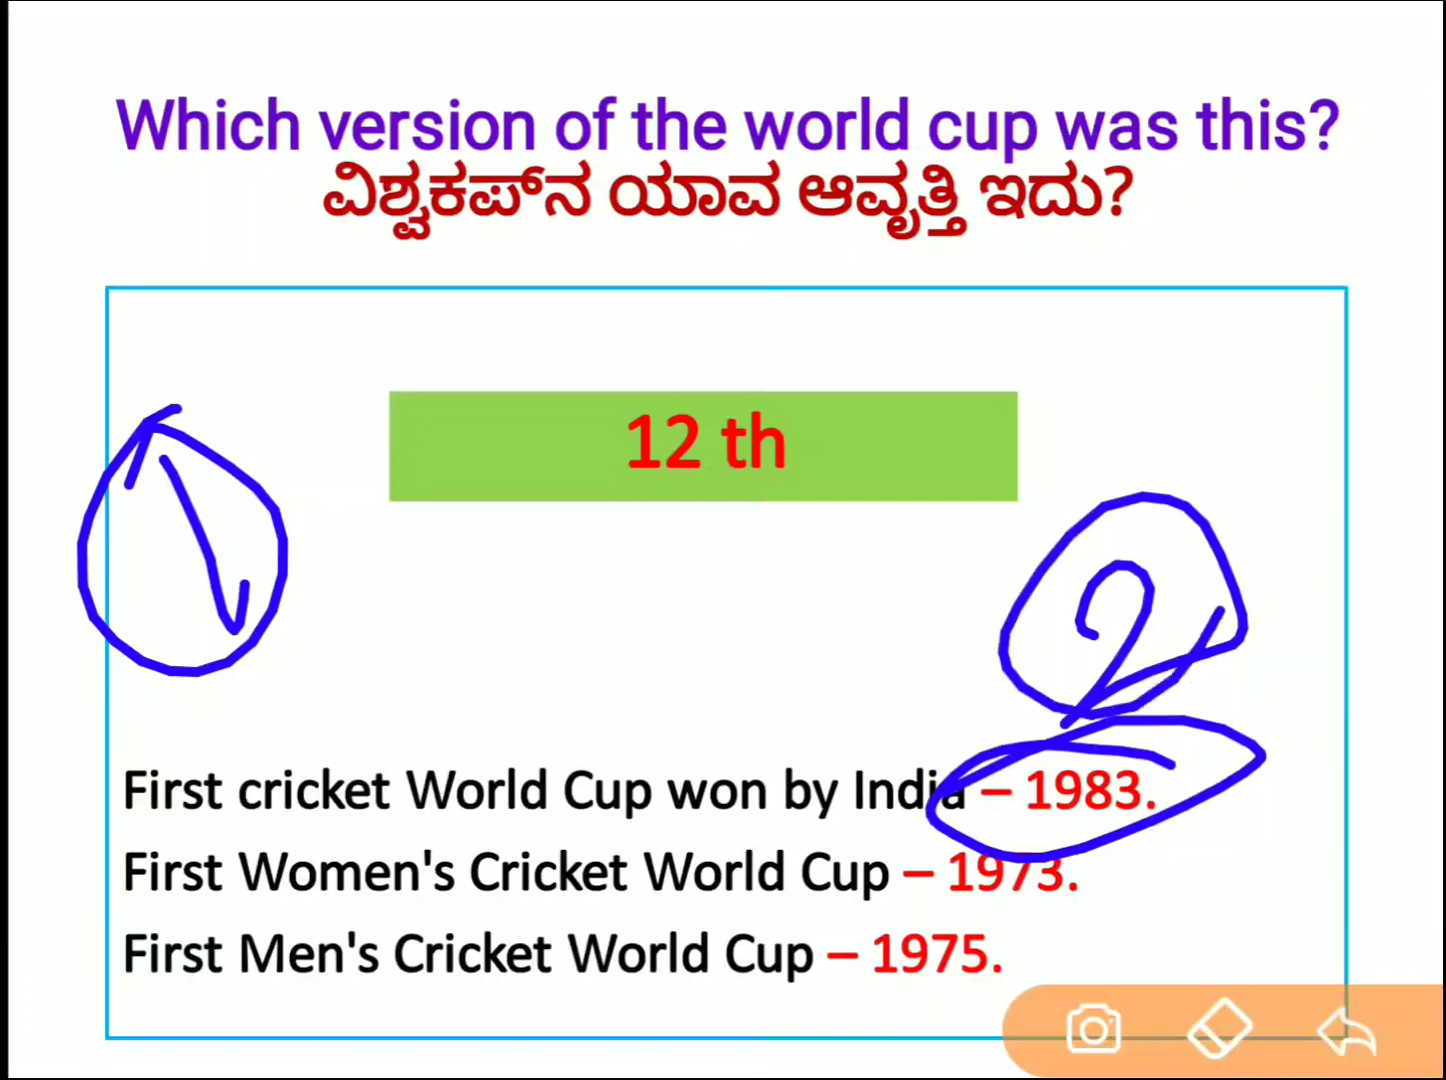 Which version of the world cup was this?
ವಿಶ್ವಕಪ್‌ನ ಯಾವ ಆವೃತ್ತಿ ಇದು?
12 th
1
2
First cricket World Cup won by India – 1983.
First Women's Cricket World Cup – 1973.
First Men's Cricket World Cup – 1975.